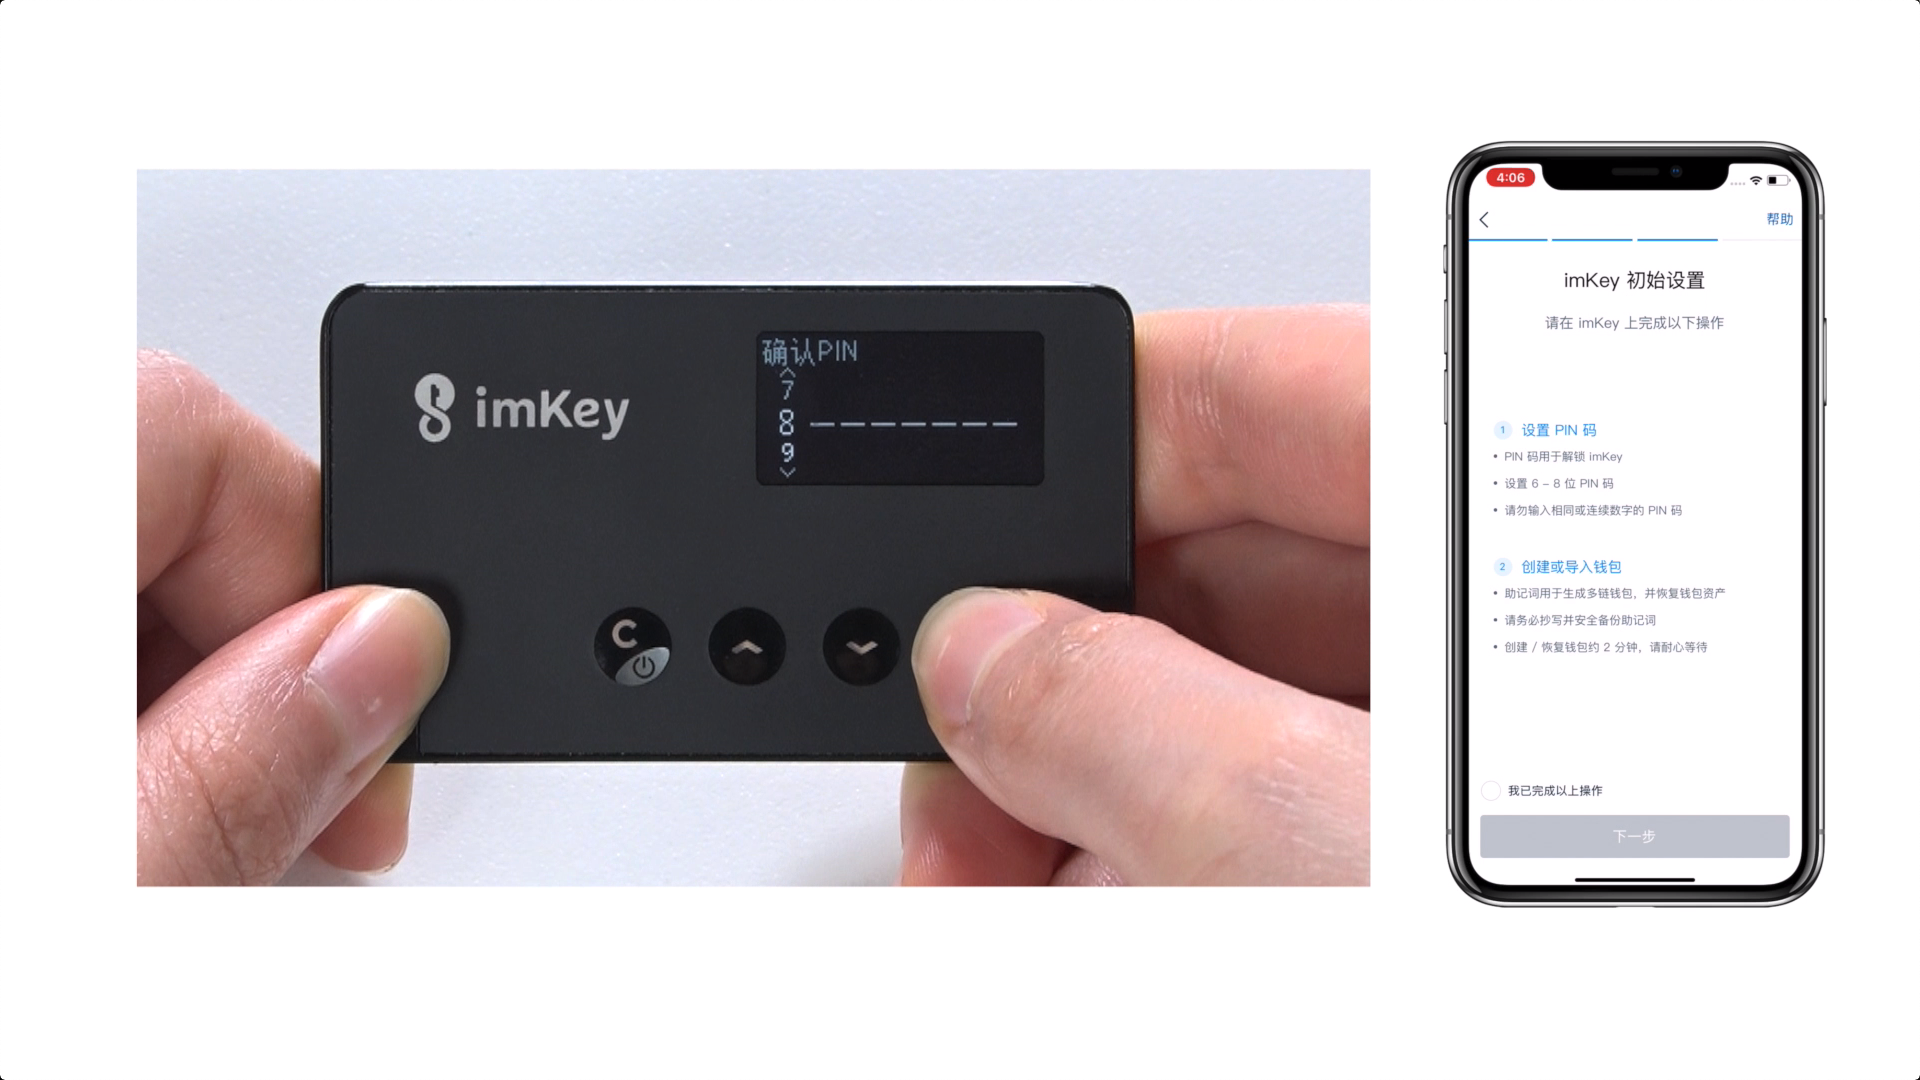 imKey
确认PIN
7
8
9
C
4:06
帮助
imKey 初始设置
请在 imKey 上完成以下操作
1 设置 PIN 码
• PIN 码用于解锁 imKey
• 设置 6 – 8 位 PIN 码
• 请勿输入相同或连续数字的 PIN 码
2 创建或导入钱包
• 助记词用于生成多链钱包，并恢复钱包资产
• 请务必抄写并安全备份助记词
• 创建 / 恢复钱包约 2 分钟，请耐心等待
我已完成以上操作
下一步